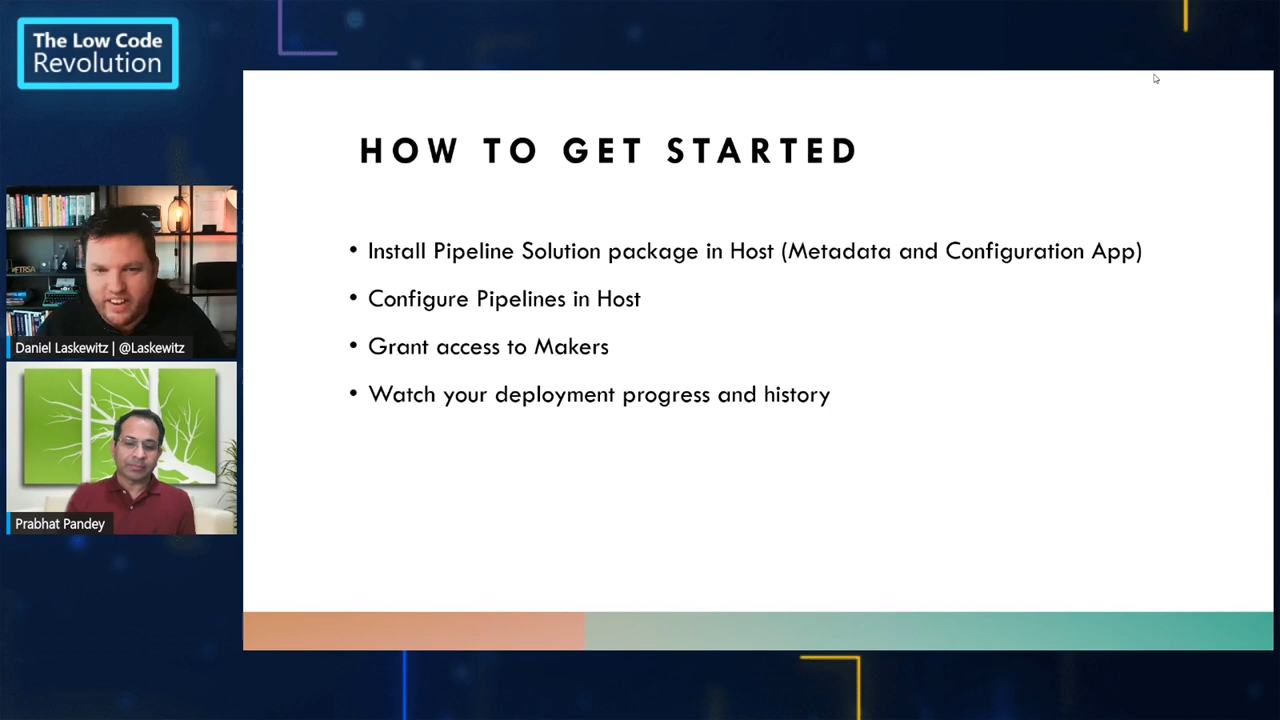 The Low Code
Revolution
HOW TO GET STARTED
• Install Pipeline Solution package in Host (Metadata and Configuration App)
• Configure Pipelines in Host
• Grant access to Makers
• Watch your deployment progress and history
#FTRSA
Daniel Laskewitz | @Laskewitz
Prabhat Pandey